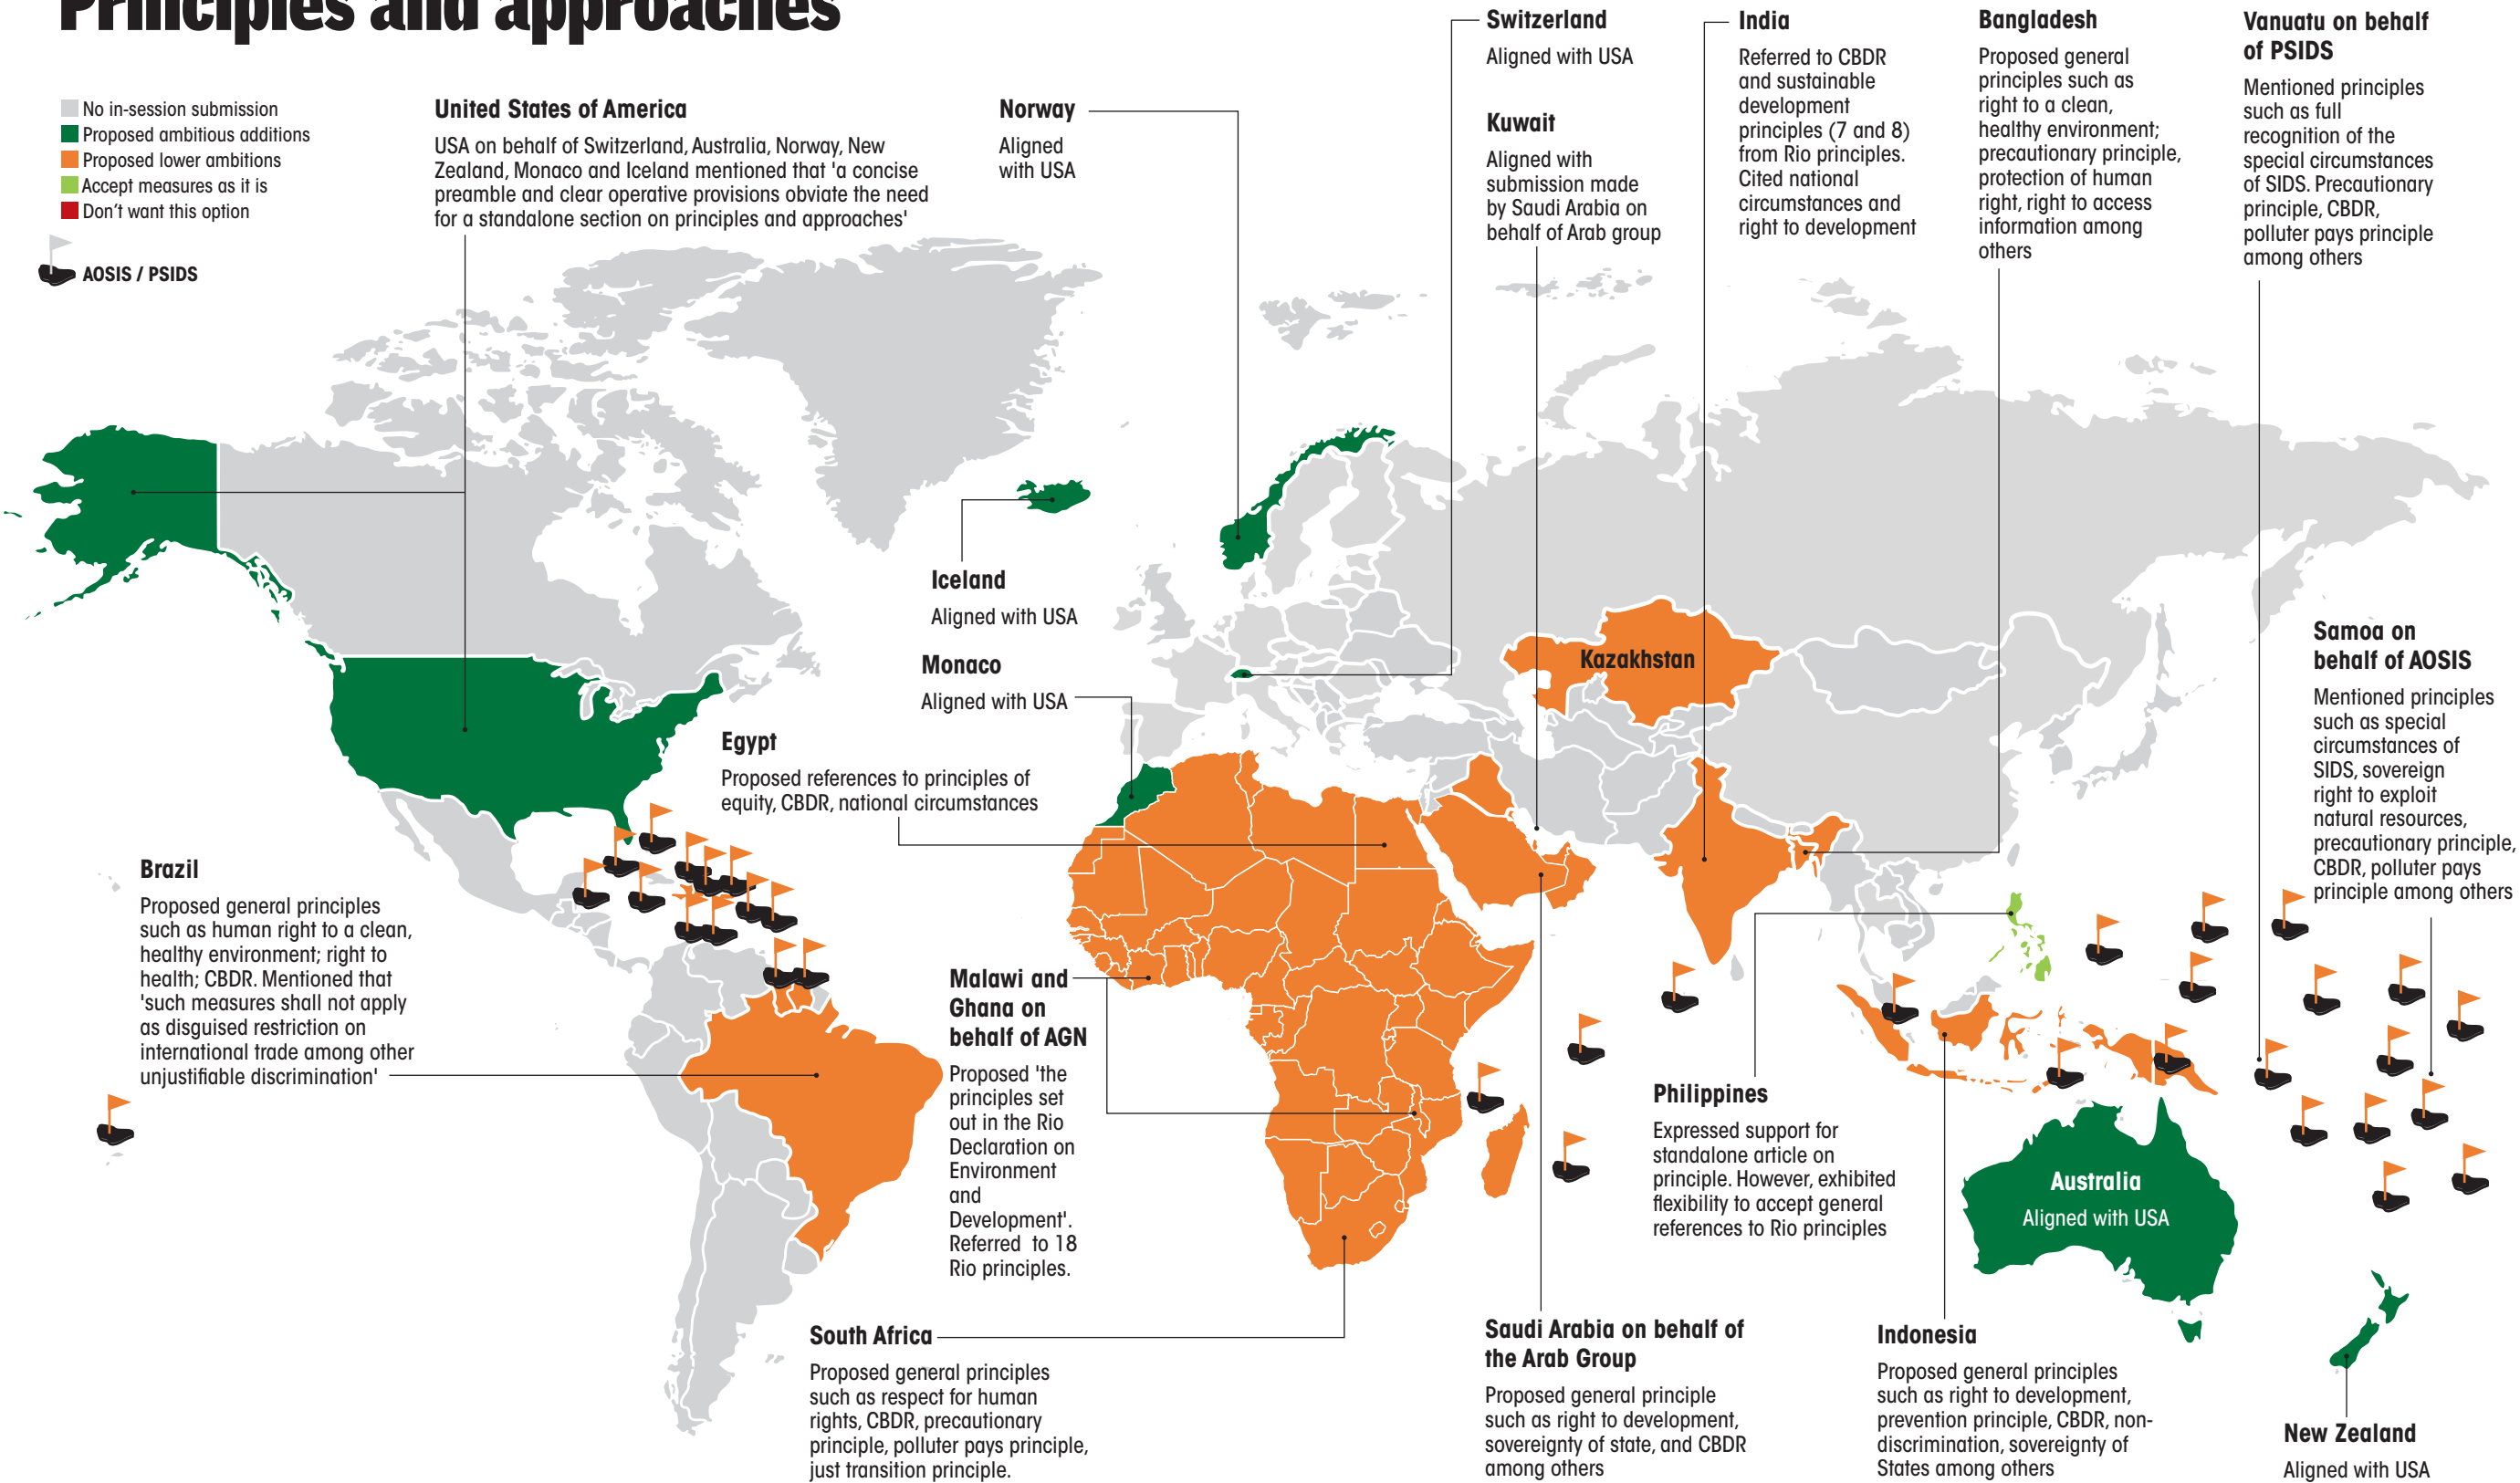 Principles and approaches
No in-session submission
Proposed ambitious additions
Proposed lower ambitions
Accept measures as it is
Don't want this option
AOSIS / PSIDS
United States of America
USA on behalf of Switzerland, Australia, Norway, New
Zealand, Monaco and Iceland mentioned that 'a concise
preamble and clear operative provisions obviate the need
for a standalone section on principles and approaches'
Norway
Aligned
with USA
Switzerland
Aligned with USA
Kuwait
Aligned with
submission made
by Saudi Arabia on
behalf of Arab group
India
Referred to CBDR
and sustainable
development
principles (7 and 8)
from Rio principles.
Cited national
circumstances and
right to development
Bangladesh
Proposed general
principles such as
right to a clean,
healthy environment;
precautionary principle,
protection of human
right, right to access
information among
others
Vanuatu on behalf
of PSIDS
Mentioned principles
such as full
recognition of the
special circumstances
of SIDS. Precautionary
principle, CBDR,
polluter pays principle
among others
Iceland
Aligned with USA
Monaco
Aligned with USA
Egypt
Proposed references to principles of
equity, CBDR, national circumstances
Kazakhstan
Samoa on
behalf of AOSIS
Mentioned principles
such as special
circumstances of
SIDS, sovereign
right to exploit
natural resources,
precautionary principle,
CBDR, polluter pays
principle among others
Brazil
Proposed general principles
such as human right to a clean,
healthy environment; right to
health; CBDR. Mentioned that
'such measures shall not apply
as disguised restriction on
international trade among other
unjustifiable discrimination'
Malawi and
Ghana on
behalf of AGN
Proposed 'the
principles set
out in the Rio
Declaration on
Environment
and
Development'.
Referred to 18
Rio principles.
Philippines
Expressed support for
standalone article on
principle. However, exhibited
flexibility to accept general
references to Rio principles
Australia
Aligned with USA
South Africa
Proposed general principles
such as respect for human
rights, CBDR, precautionary
principle, polluter pays principle,
just transition principle.
Saudi Arabia on behalf of
the Arab Group
Proposed general principle
such as right to development,
sovereignty of state, and CBDR
among others
Indonesia
Proposed general principles
such as right to development,
prevention principle, CBDR, non-
discrimination, sovereignty of
States among others
New Zealand
Aligned with USA